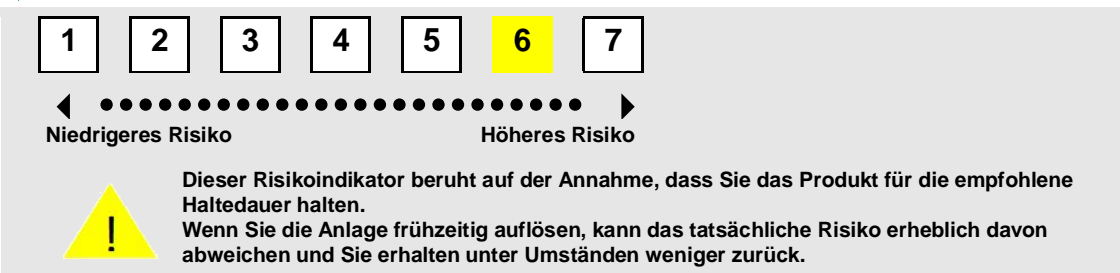 1 2 3 4 5 6 7
Niedrigeres Risiko Höheres Risiko
!
Dieser Risikoindikator beruht auf der Annahme, dass Sie das Produkt für die empfohlene
Haltedauer halten.
Wenn Sie die Anlage frühzeitig auflösen, kann das tatsächliche Risiko erheblich davon
abweichen und Sie erhalten unter Umständen weniger zurück.